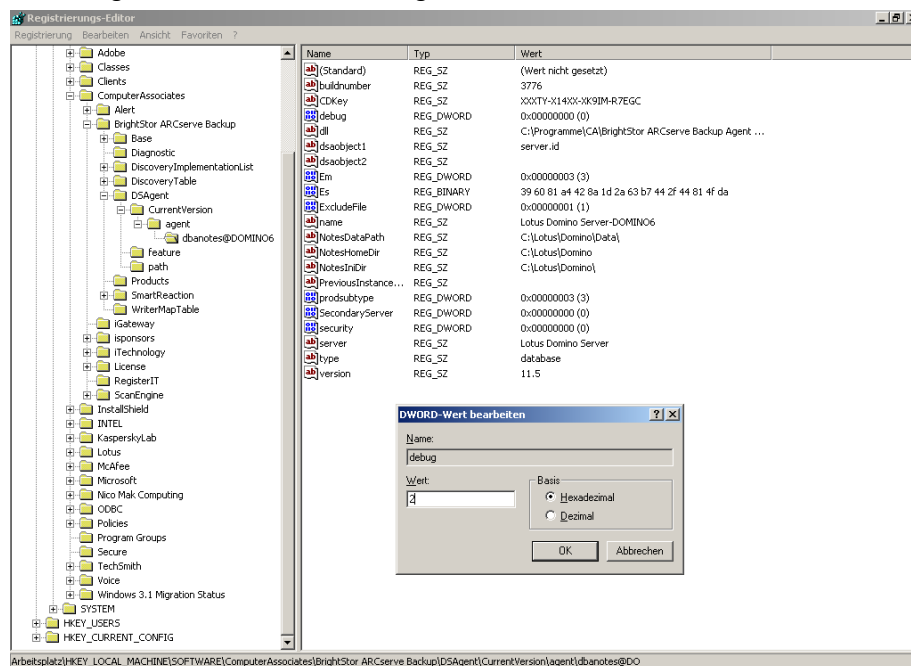 Registrierungs-Editor
Registrierung Bearbeiten Ansicht Favoriten ?
Adobe
Classes
Clients
ComputerAssociates
Alert
BrightStor ARCserve Backup
Base
Diagnostic
DiscoveryImplementationList
DiscoveryTable
DSAgent
CurrentVersion
agent
dbanotes@DOMINO6
feature
path
Products
SmartReaction
WriterMapTable
iGateway
isponsors
iTechnology
License
RegisterIT
ScanEngine
InstallShield
INTEL
KasperskyLab
Lotus
McAfee
Microsoft
Nico Mak Computing
ODBC
Policies
Program Groups
Secure
TechSmith
Voice
Windows 3.1 Migration Status
SYSTEM
HKEY_USERS
HKEY_CURRENT_CONFIG
Name Typ Wert
(Standard) REG_SZ (Wert nicht gesetzt)
buildnumber REG_SZ 3776
CDKey REG_SZ XXXTY-X14XX-XK9IM-R7EGC
debug REG_DWORD 0x00000000 (0)
dll REG_SZ C:\Programme\CA\BrightStor ARCserve Backup Agent ...
dsaobject1 REG_SZ server.id
dsaobject2 REG_SZ
Em REG_DWORD 0x00000003 (3)
Es REG_BINARY 39 60 81 a4 42 8a 1d 2a 63 b7 44 2f 44 81 4f da
ExcludeFile REG_DWORD 0x00000001 (1)
name REG_SZ Lotus Domino Server-DOMINO6
NotesDataPath REG_SZ C:\Lotus\Domino\Data\
NotesHomeDir REG_SZ C:\Lotus\Domino
NotesIniDir REG_SZ C:\Lotus\Domino\
PreviousInstance... REG_SZ
prodsubtype REG_DWORD 0x00000003 (3)
SecondaryServer REG_DWORD 0x00000000 (0)
security REG_DWORD 0x00000000 (0)
server REG_SZ Lotus Domino Server
type REG_SZ database
version REG_SZ 11.5
DWORD-Wert bearbeiten
Name:
debug
Wert:
2
Basis
Hexadezimal
Dezimal
OK Abbrechen
Arbeitsplatz\HKEY_LOCAL_MACHINE\SOFTWARE\ComputerAssociates\BrightStor ARCserve Backup\DSAgent\CurrentVersion\agent\dbanotes@DO